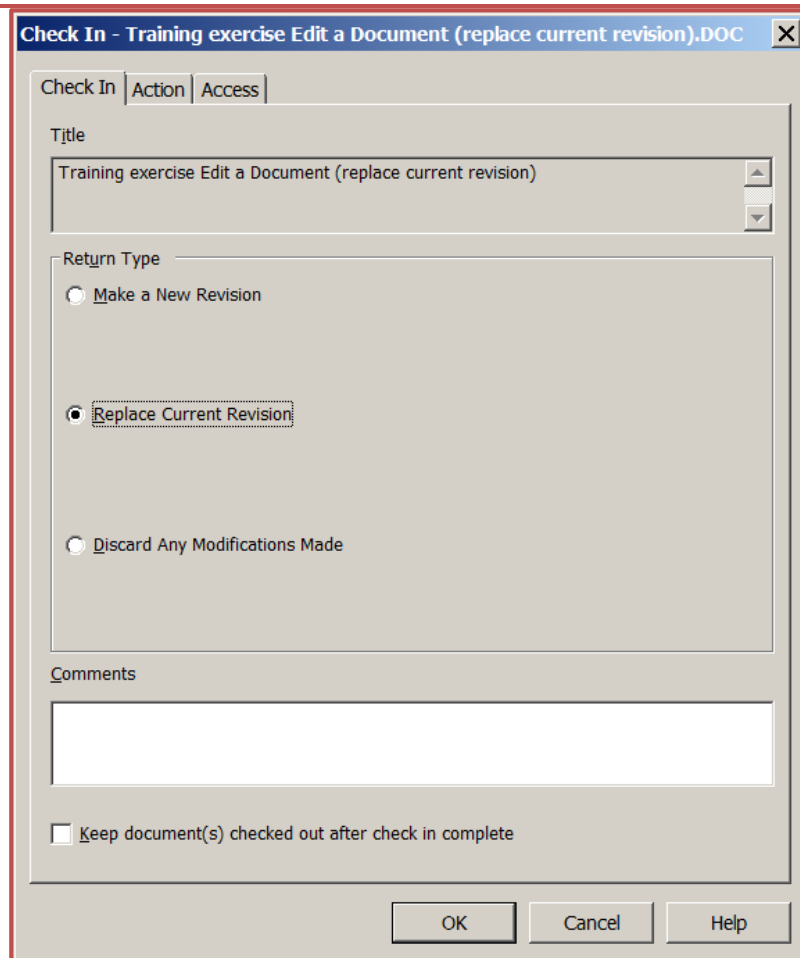 Check In - Training exercise Edit a Document (replace current revision).DOC
Check In
Action
Access
Title
Training exercise Edit a Document (replace current revision)
Return Type
Make a New Revision
Replace Current Revision
Discard Any Modifications Made
Comments
Keep document(s) checked out after check in complete
OK
Cancel
Help